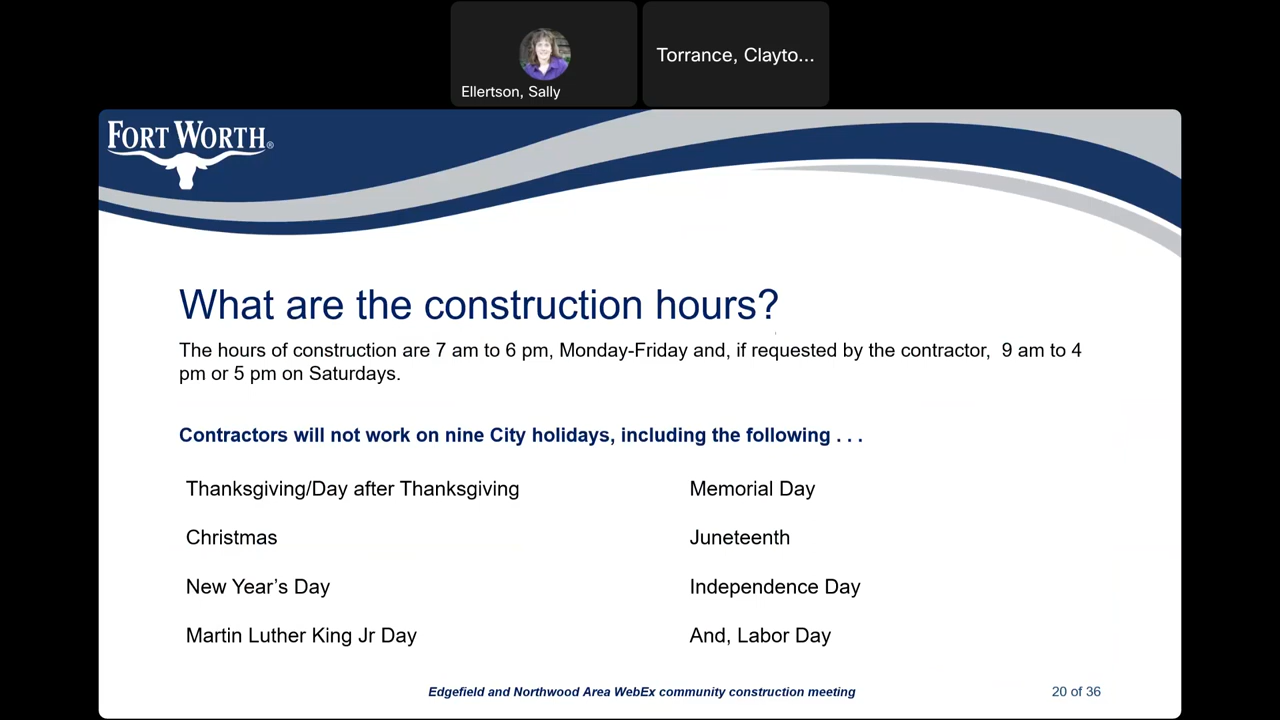 Ellertson, Sally
Torrance, Clayto...
FORT WORTH®
What are the construction hours?
The hours of construction are 7 am to 6 pm, Monday-Friday and, if requested by the contractor,  9 am to 4
pm or 5 pm on Saturdays.
Contractors will not work on nine City holidays, including the following . . .
Thanksgiving/Day after Thanksgiving
Memorial Day
Christmas
Juneteenth
New Year’s Day
Independence Day
Martin Luther King Jr Day
And, Labor Day
Edgefield and Northwood Area WebEx community construction meeting
20 of 36